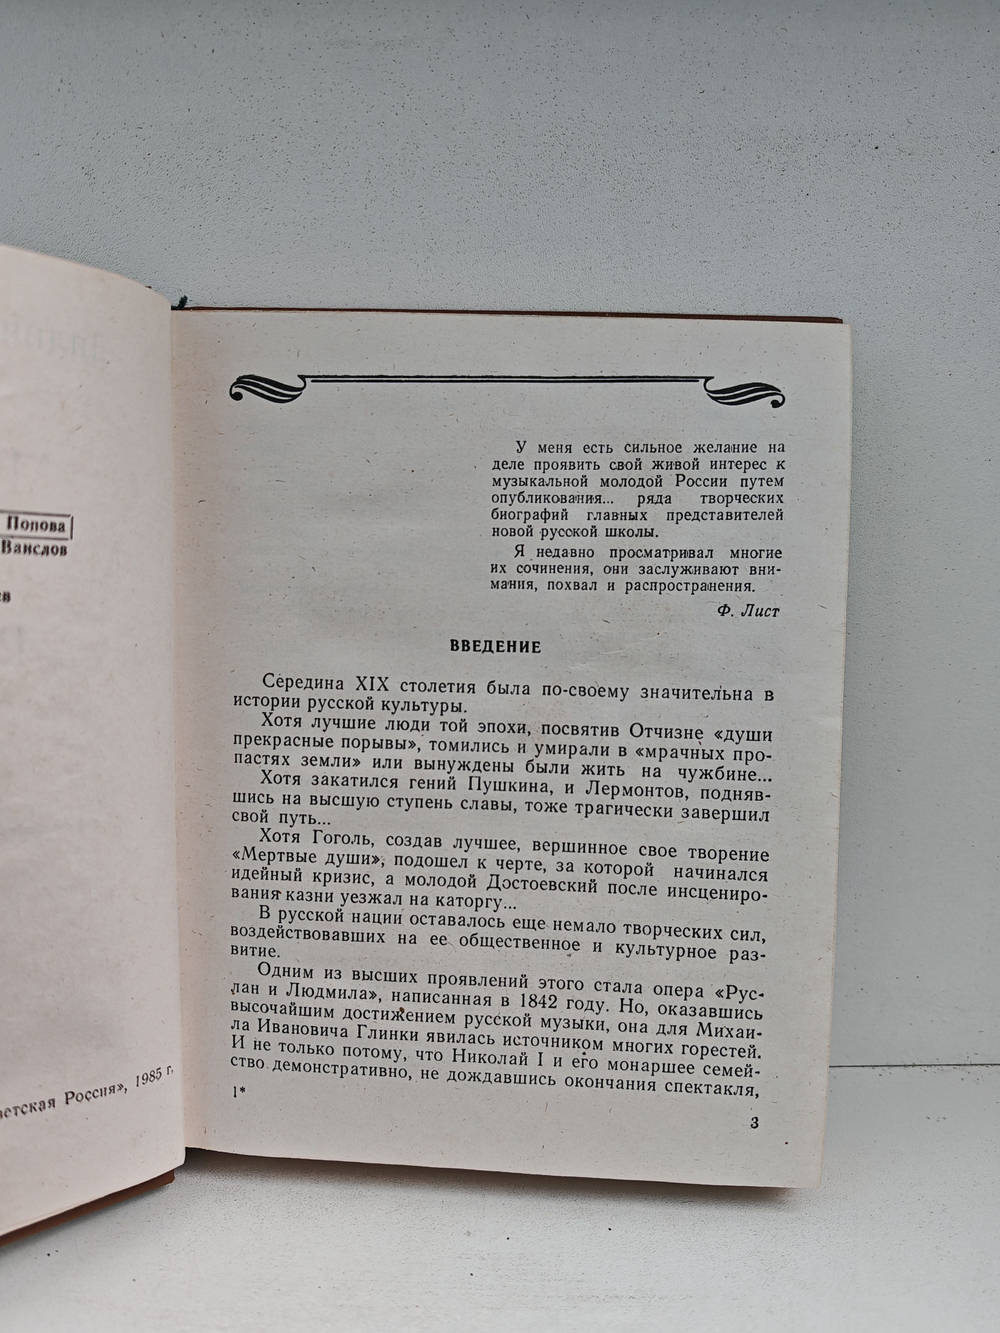 Попова
Ванслов
ев
ветская Россия», 1985 г.
У меня есть сильное желание на
деле проявить свой живой интерес к
музыкальной молодой России путем
опубликования... ряда творческих
биографий главных представителей
новой русской школы.
Я недавно просматривал многие
их сочинения, они заслуживают вни-
мания, похвал и распространения.
Ф. Лист
ВВЕДЕНИЕ
Середина XIX столетия была по-своему значительна в
истории русской культуры.
Хотя лучшие люди той эпохи, посвятив Отчизне «души
прекрасные порывы», томились и умирали в «мрачных про-
пастях земли» или вынуждены были жить на чужбине...
Хотя закатился гений Пушкина, и Лермонтов, подняв-
шись на высшую ступень славы, тоже трагически завершил
свой путь...
Хотя Гоголь, создав лучшее, вершинное свое творение
«Мертвые души», подошел к черте, за которой начинался
идейный кризис, а молодой Достоевский после инсцениро-
вания казни уезжал на каторгу...
В русской нации оставалось еще немало творческих сил,
воздействовавших на ее общественное и культурное раз-
витие.
Одним из высших проявлений этого стала опера «Рус-
лан и Людмила», написанная в 1842 году. Но, оказавшись
высочайшим достижением русской музыки, она для Михаи-
ла Ивановича Глинки явилась источником многих горестей.
И не только потому, что Николай I и его монаршее семей-
ство демонстративно, не дождавшись окончания спектакля,
1*
3